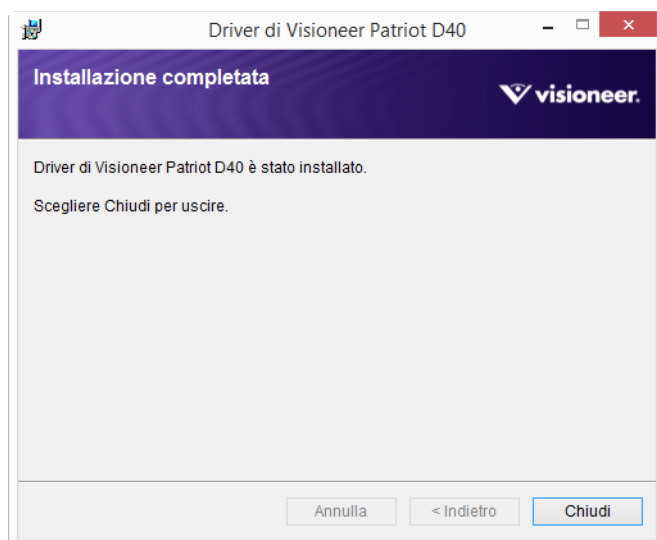 Driver di Visioneer Patriot D40
Installazione completata
visioneer.
Driver di Visioneer Patriot D40 è stato installato.
Scegliere Chiudi per uscire.
Annulla
< Indietro
Chiudi